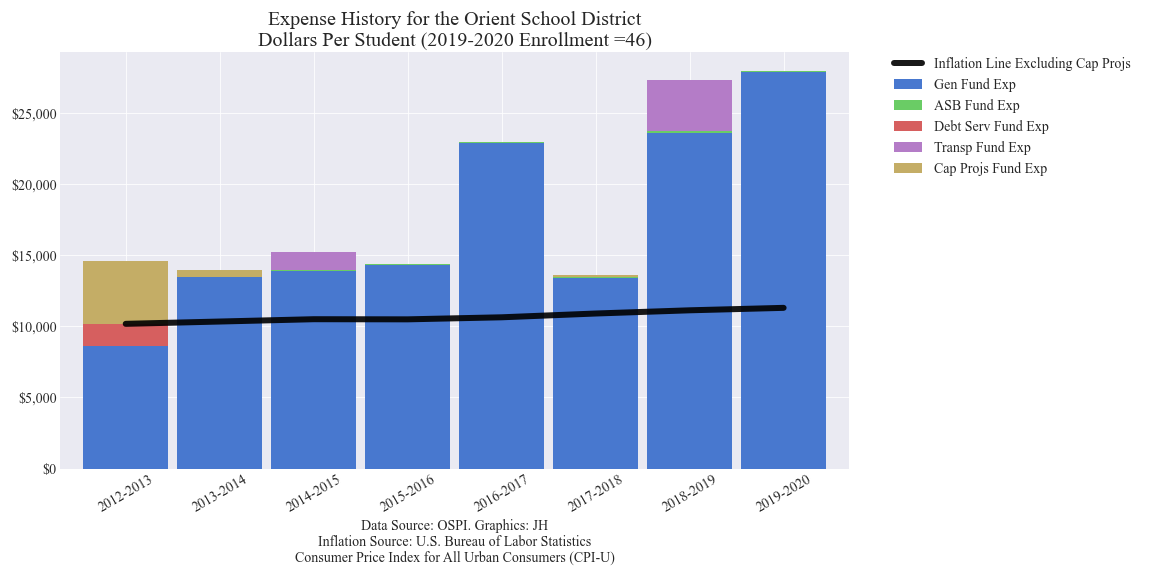 Expense History for the Orient School District
Dollars Per Student (2019-2020 Enrollment =46)
Inflation Line Excluding Cap Projs
Gen Fund Exp
ASB Fund Exp
Debt Serv Fund Exp
Transp Fund Exp
Cap Projs Fund Exp
$25,000
$20,000
$15,000
$10,000
$5,000
$0
2012-2013
2013-2014
2014-2015
2015-2016
2016-2017
2017-2018
2018-2019
2019-2020
Data Source: OSPI. Graphics: JH
Inflation Source: U.S. Bureau of Labor Statistics
Consumer Price Index for All Urban Consumers (CPI-U)